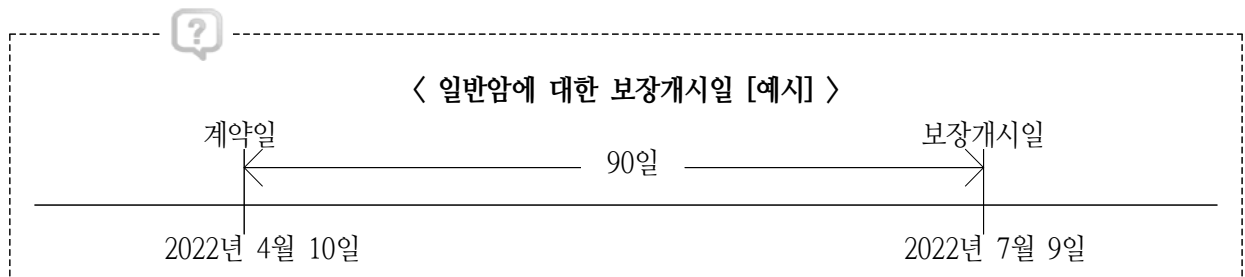 ?
〈 일반암에 대한 보장개시일 [예시] 〉
계약일 보장개시일
90일
2022년 4월 10일 2022년 7월 9일